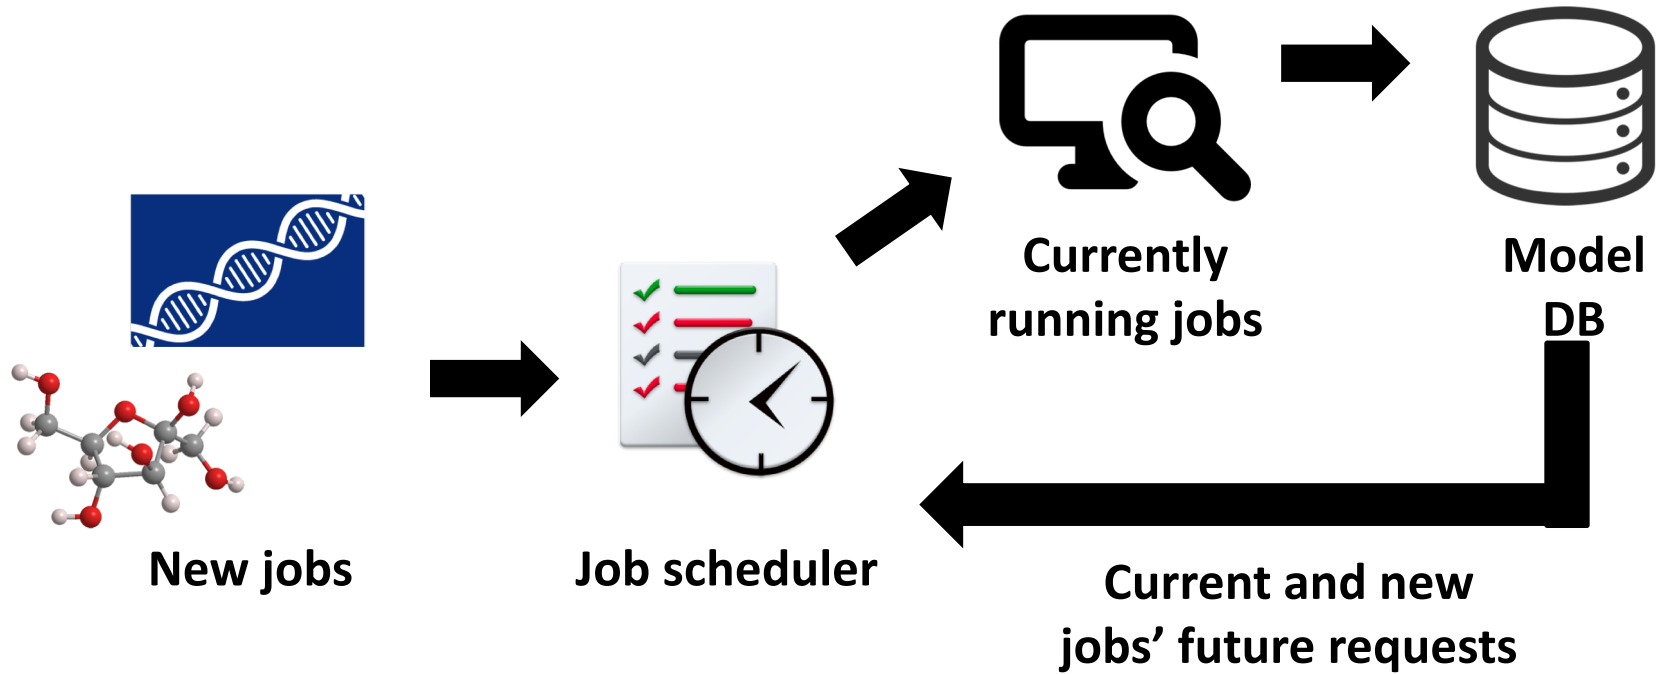 New jobs
Job scheduler
Currently
running jobs
Model
DB
Current and new
jobs’ future requests